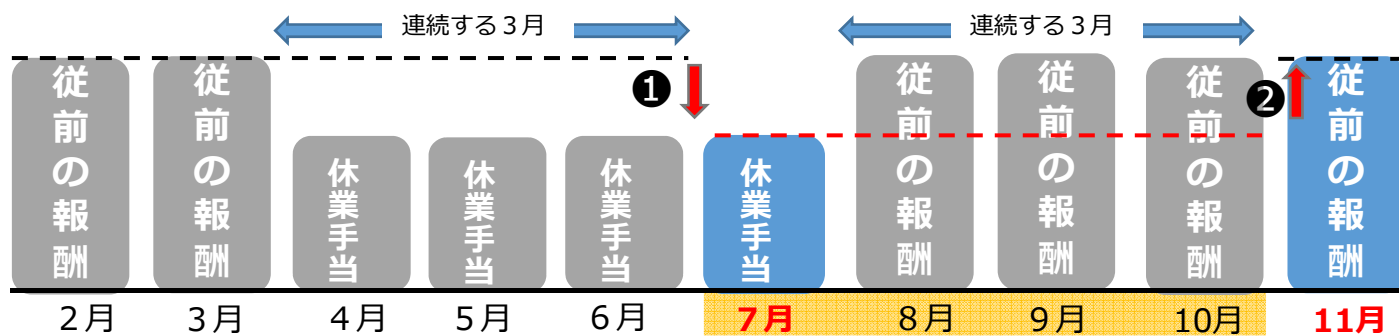 連続する３月
連続する３月
❶
❷
従前の報酬
従前の報酬
休業手当
休業手当
休業手当
休業手当
従前の報酬
従前の報酬
従前の報酬
従前の報酬
２月
３月
４月
５月
６月
７月
８月
９月
10月
11月